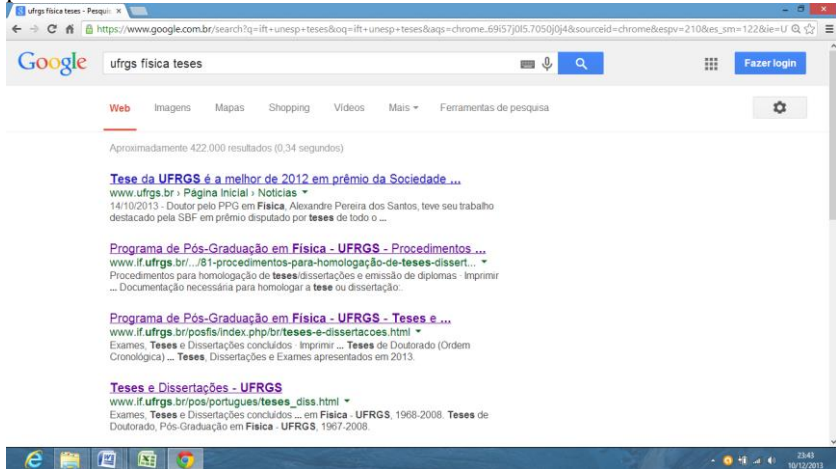 ufrgs física teses - Pesqui
https://www.google.com.br/search?q=ift+unesp+teses&oq=ift+unesp+teses&aqs=chrome..69i57j0l5.7050j0j4&sourceid=chrome&espv=210&es_sm=122&ie=U
Google
ufrgs física teses
Fazer login
Web Imagens Mapas Shopping Vídeos Mais Ferramentas de pesquisa
Aproximadamente 422.000 resultados (0,34 segundos)
Tese da UFRGS é a melhor de 2012 em prêmio da Sociedade ...
www.ufrgs.br › Página Inicial › Notícias
14/10/2013 - Doutor pelo PPG em Física, Alexandre Pereira dos Santos, teve seu trabalho
destacado pela SBF em prêmio disputado por teses de todo o ...
Programa de Pós-Graduação em Física - UFRGS - Procedimentos ...
www.if.ufrgs.br/.../81-procedimentos-para-homologação-de-teses-dissert...
Procedimentos para homologação de teses/dissertações e emissão de diplomas · Imprimir
... Documentação necessária para homologar a tese ou dissertação:.
Programa de Pós-Graduação em Física - UFRGS - Teses e ...
www.if.ufrgs.br/posfis/index.php/br/teses-e-dissertacoes.html
Exames, Teses e Dissertações concluídos · Imprimir ... Teses de Doutorado (Ordem
Cronológica) ... Teses, Dissertações e Exames apresentados em 2013.
Teses e Dissertações - UFRGS
www.if.ufrgs.br/pos/portugues/teses_diss.html
Exames, Teses e Dissertações concluídos ... em Física - UFRGS, 1968-2008. Teses de
Doutorado, Pós-Graduação em Física - UFRGS, 1967-2008.
23:43
10/12/2013